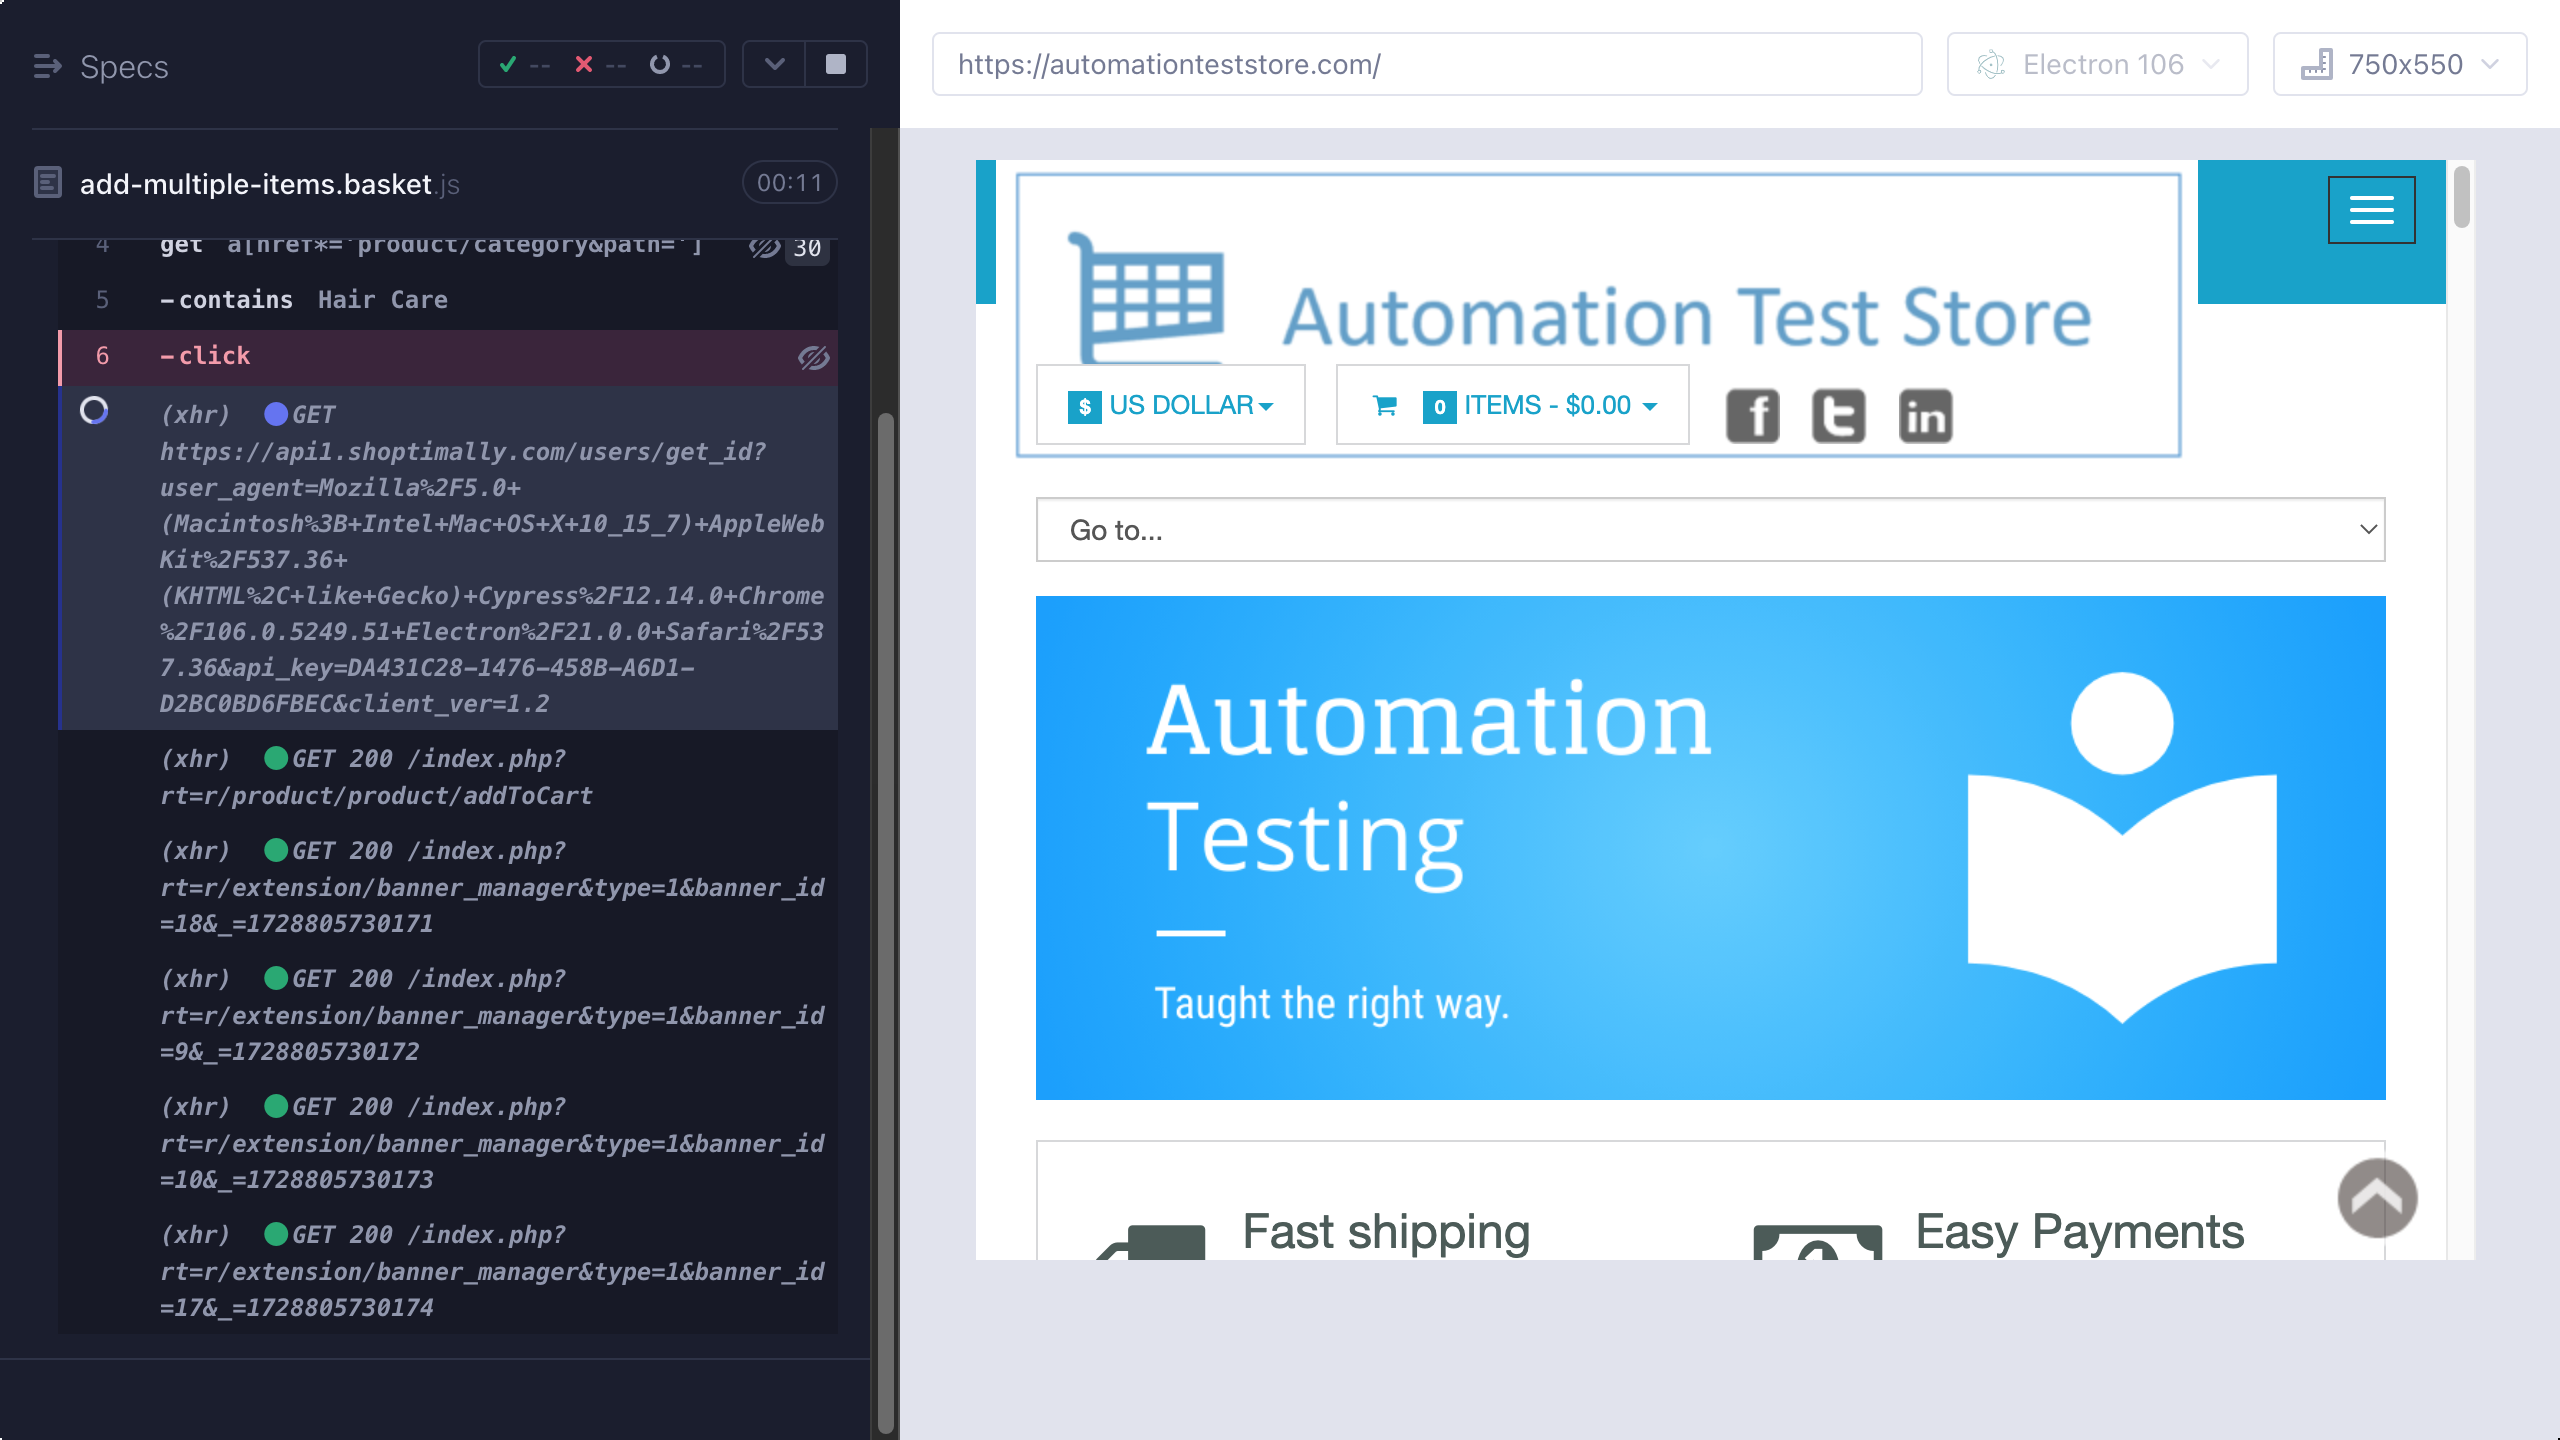 Specs
-- -- --
add-multiple-items.basket.js
00:11
4 get a[href*='product/category&path='] 30
5 -contains Hair Care
6 -click
(xhr) GET
https://api1.shoptimally.com/users/get_id?
user_agent=Mozilla%2F5.0+
(Macintosh%3B+Intel+Mac+OS+X+10_15_7)+AppleWeb
Kit%2F537.36+
(KHTML%2C+like+Gecko)+Cypress%2F12.14.0+Chrome
%2F106.0.5249.51+Electron%2F21.0.0+Safari%2F53
7.36&api_key=DA431C28-1476-458B-A6D1-
D2BC0BD6FBEC&client_ver=1.2
(xhr) GET 200 /index.php?
rt=r/product/product/addToCart
(xhr) GET 200 /index.php?
rt=r/extension/banner_manager&type=1&banner_id
=18&_=1728805730171
(xhr) GET 200 /index.php?
rt=r/extension/banner_manager&type=1&banner_id
=9&_=1728805730172
(xhr) GET 200 /index.php?
rt=r/extension/banner_manager&type=1&banner_id
=10&_=1728805730173
(xhr) GET 200 /index.php?
rt=r/extension/banner_manager&type=1&banner_id
=17&_=1728805730174
https://automationteststore.com/
Electron 106
750x550
Automation Test Store
$ US DOLLAR
0 ITEMS - $0.00
f t in
Go to...
Automation
Testing
Taught the right way.
Fast shipping
Easy Payments